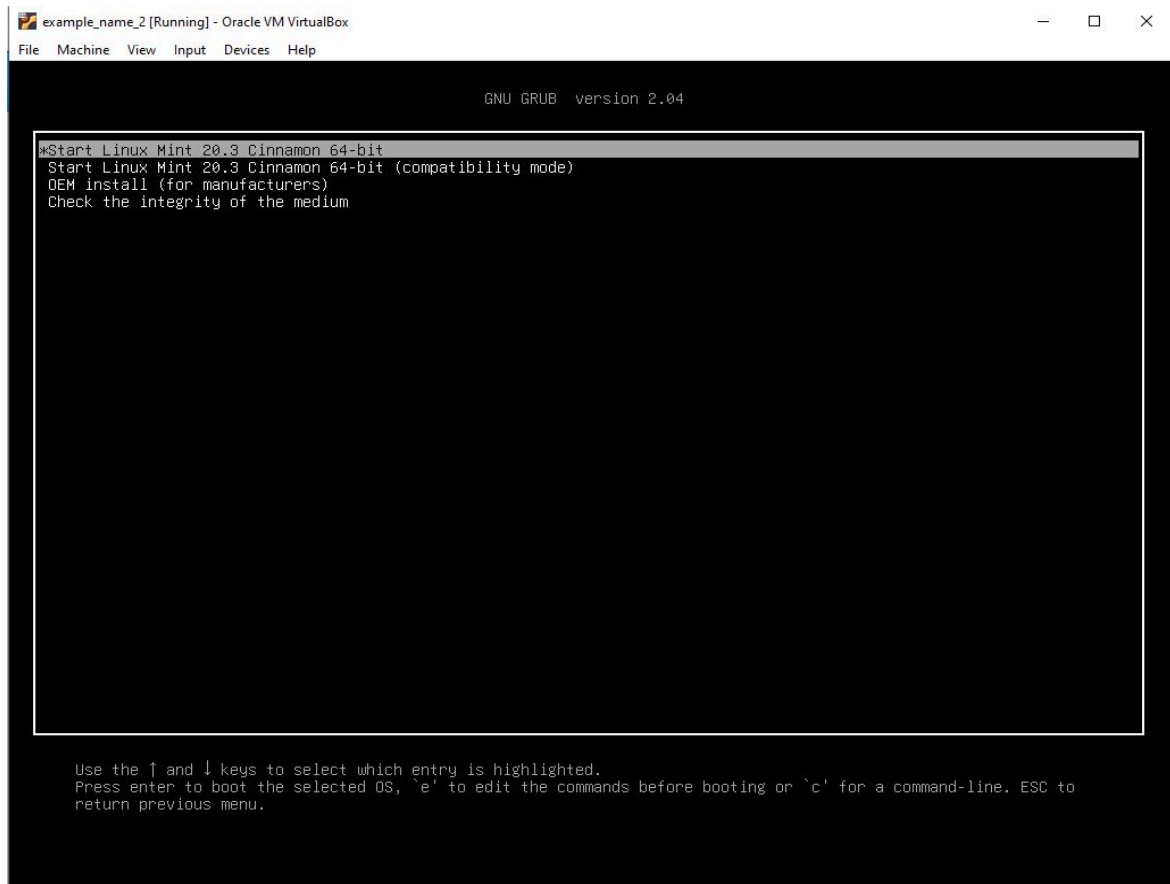 example_name_2 [Running] - Oracle VM VirtualBox
File Machine View Input Devices Help
GNU GRUB version 2.04
*Start Linux Mint 20.3 Cinnamon 64-bit
Start Linux Mint 20.3 Cinnamon 64-bit (compatibility mode)
OEM install (for manufacturers)
Check the integrity of the medium
Use the ↑ and ↓ keys to select which entry is highlighted.
Press enter to boot the selected OS, `e' to edit the commands before booting or `c' for a command-line. ESC to
return previous menu.